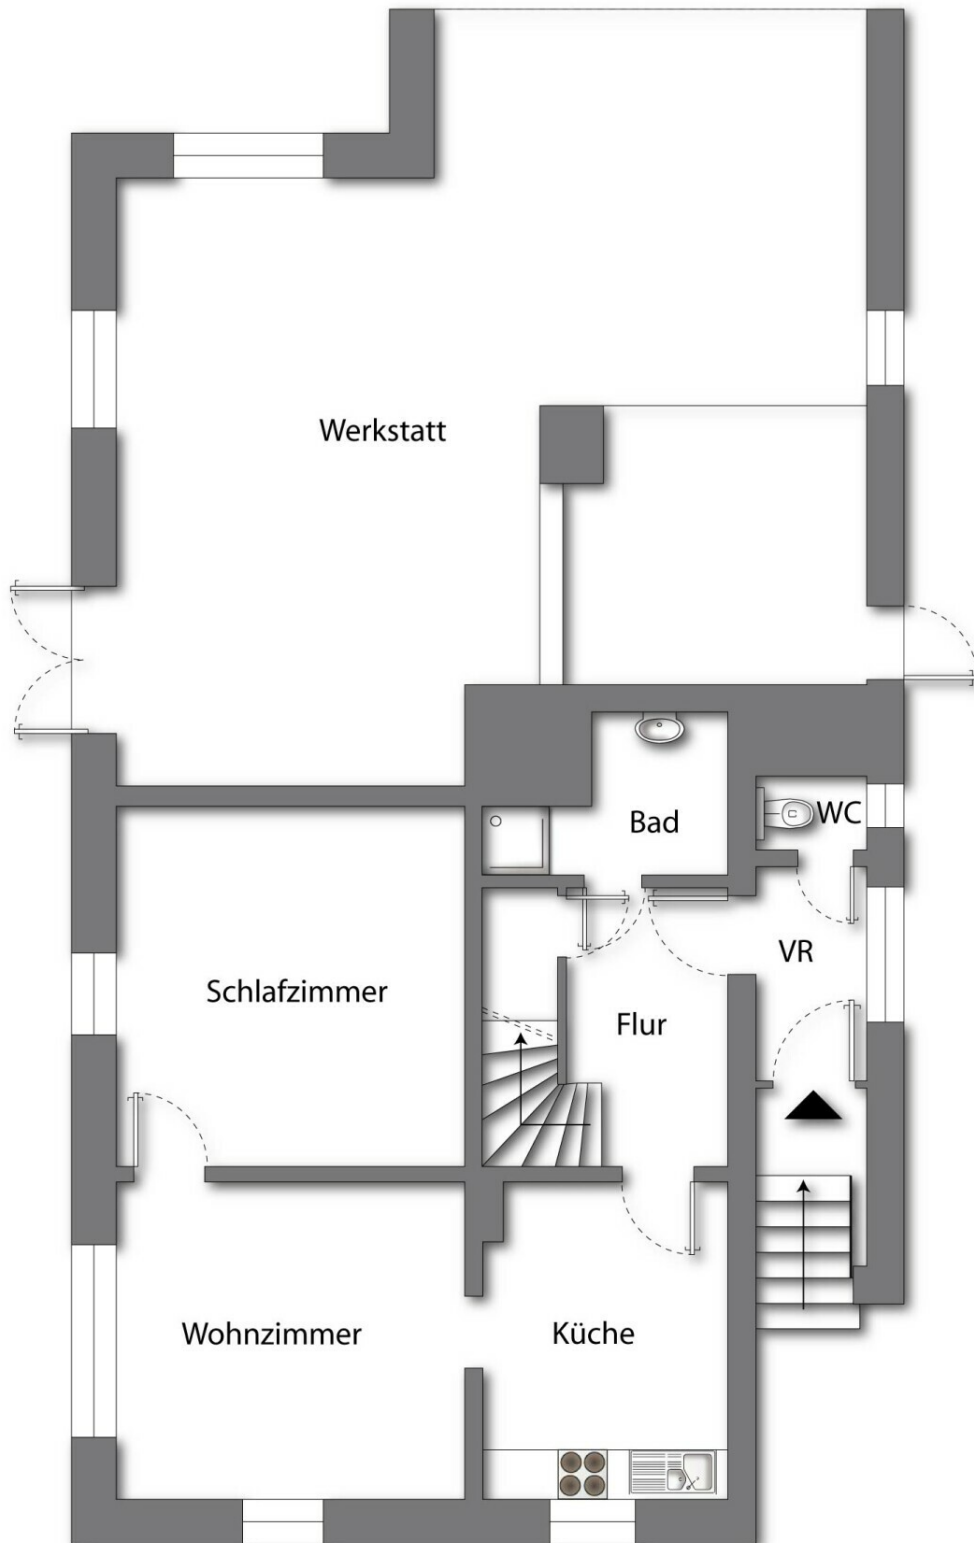 Werkstatt
Bad
WC
VR
Schlafzimmer
Flur
Wohnzimmer
Küche